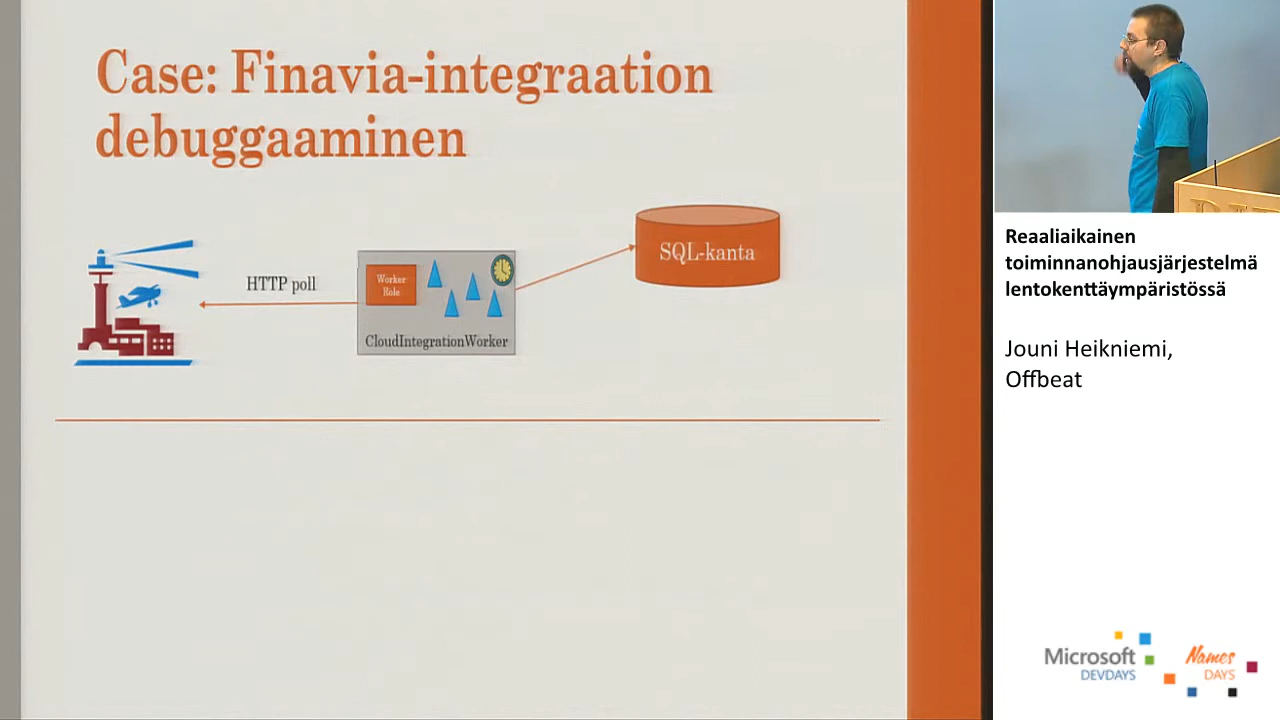 Case: Finavia-integraation
debuggaaminen
HTTP poll
Worker
Role
CloudIntegrationWorker
SQL-kanta
Reaaliaikainen
toiminnanohjausjärjestelmä
lentokenttäympäristössä
Jouni Heikniemi,
Offbeat
Microsoft
DEVDAYS
Names
DAYS